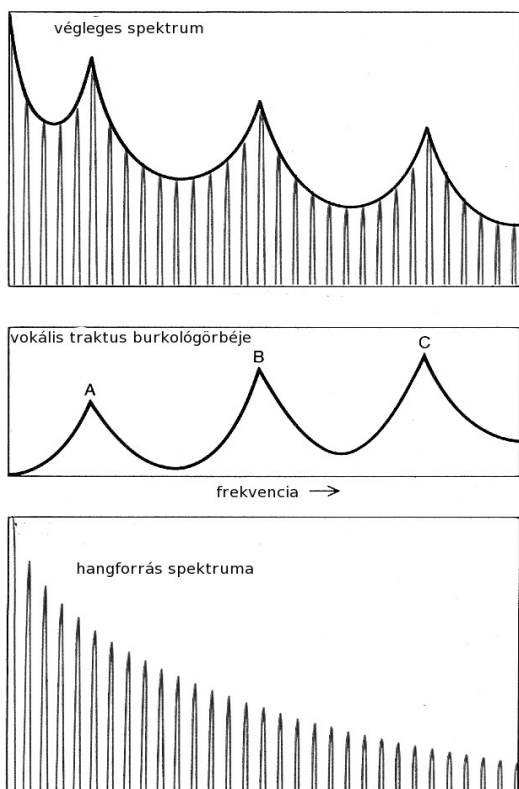 végleges spektrum
vokális traktus burkológörbéje
A
B
C
frekvencia →
hangforrás spektruma